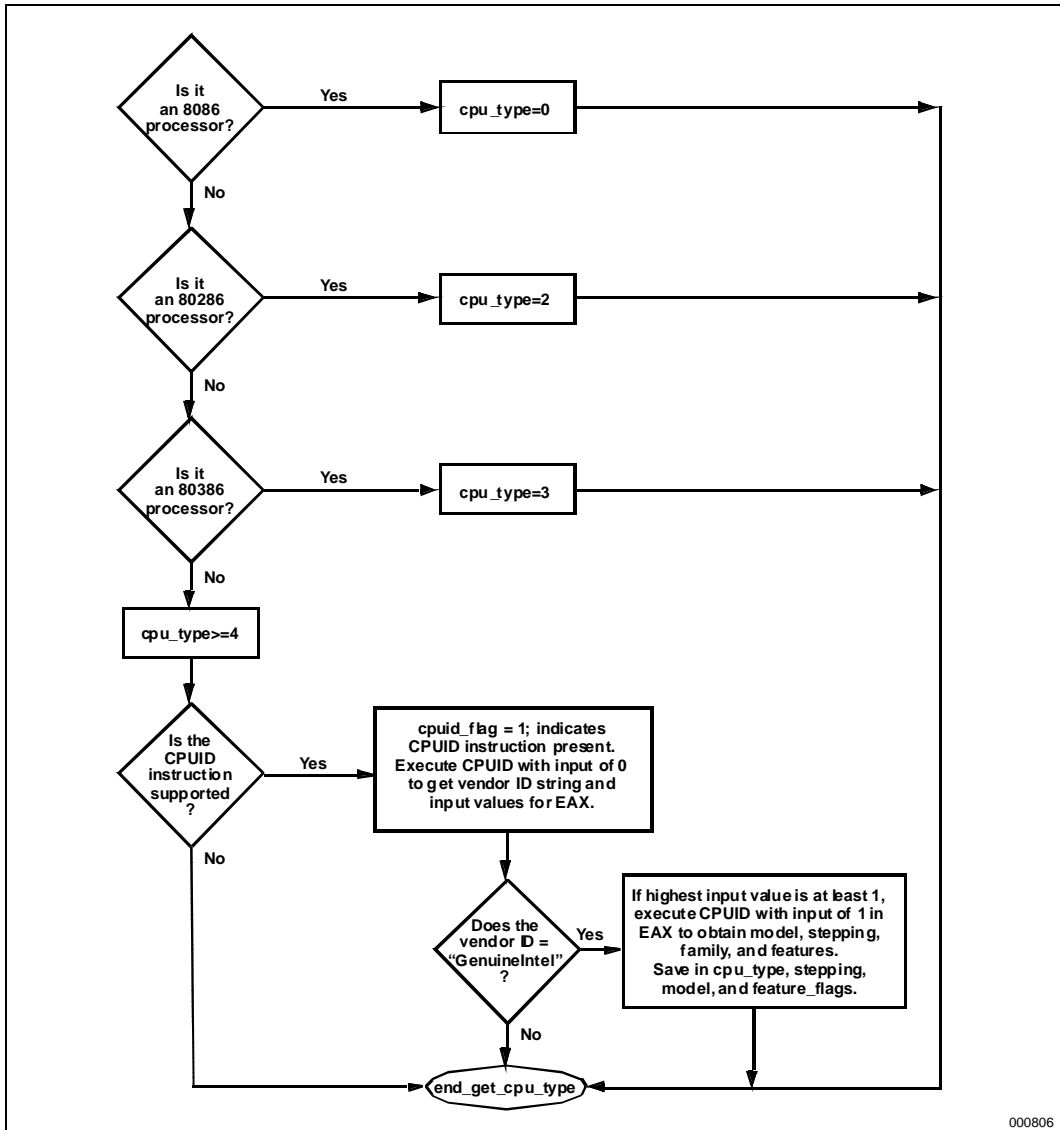 Is it
an 8086
processor?
Yes
cpu_type=0
No
Is it
an 80286
processor?
Yes
cpu_type=2
No
Is it
an 80386
processor?
Yes
cpu_type=3
No
cpu_type>=4
Is the
CPUID
instruction
supported
?
Yes
cpuid_flag = 1; indicates
CPUID instruction present.
Execute CPUID with input of 0
to get vendor ID string and
input values for EAX.
No
Does the
vendor ID =
“GenuineIntel”
?
Yes
If highest input value is at least 1,
execute CPUID with input of 1 in
EAX to obtain model, stepping,
family, and features.
Save in cpu_type, stepping,
model, and feature_flags.
No
end_get_cpu_type
000806